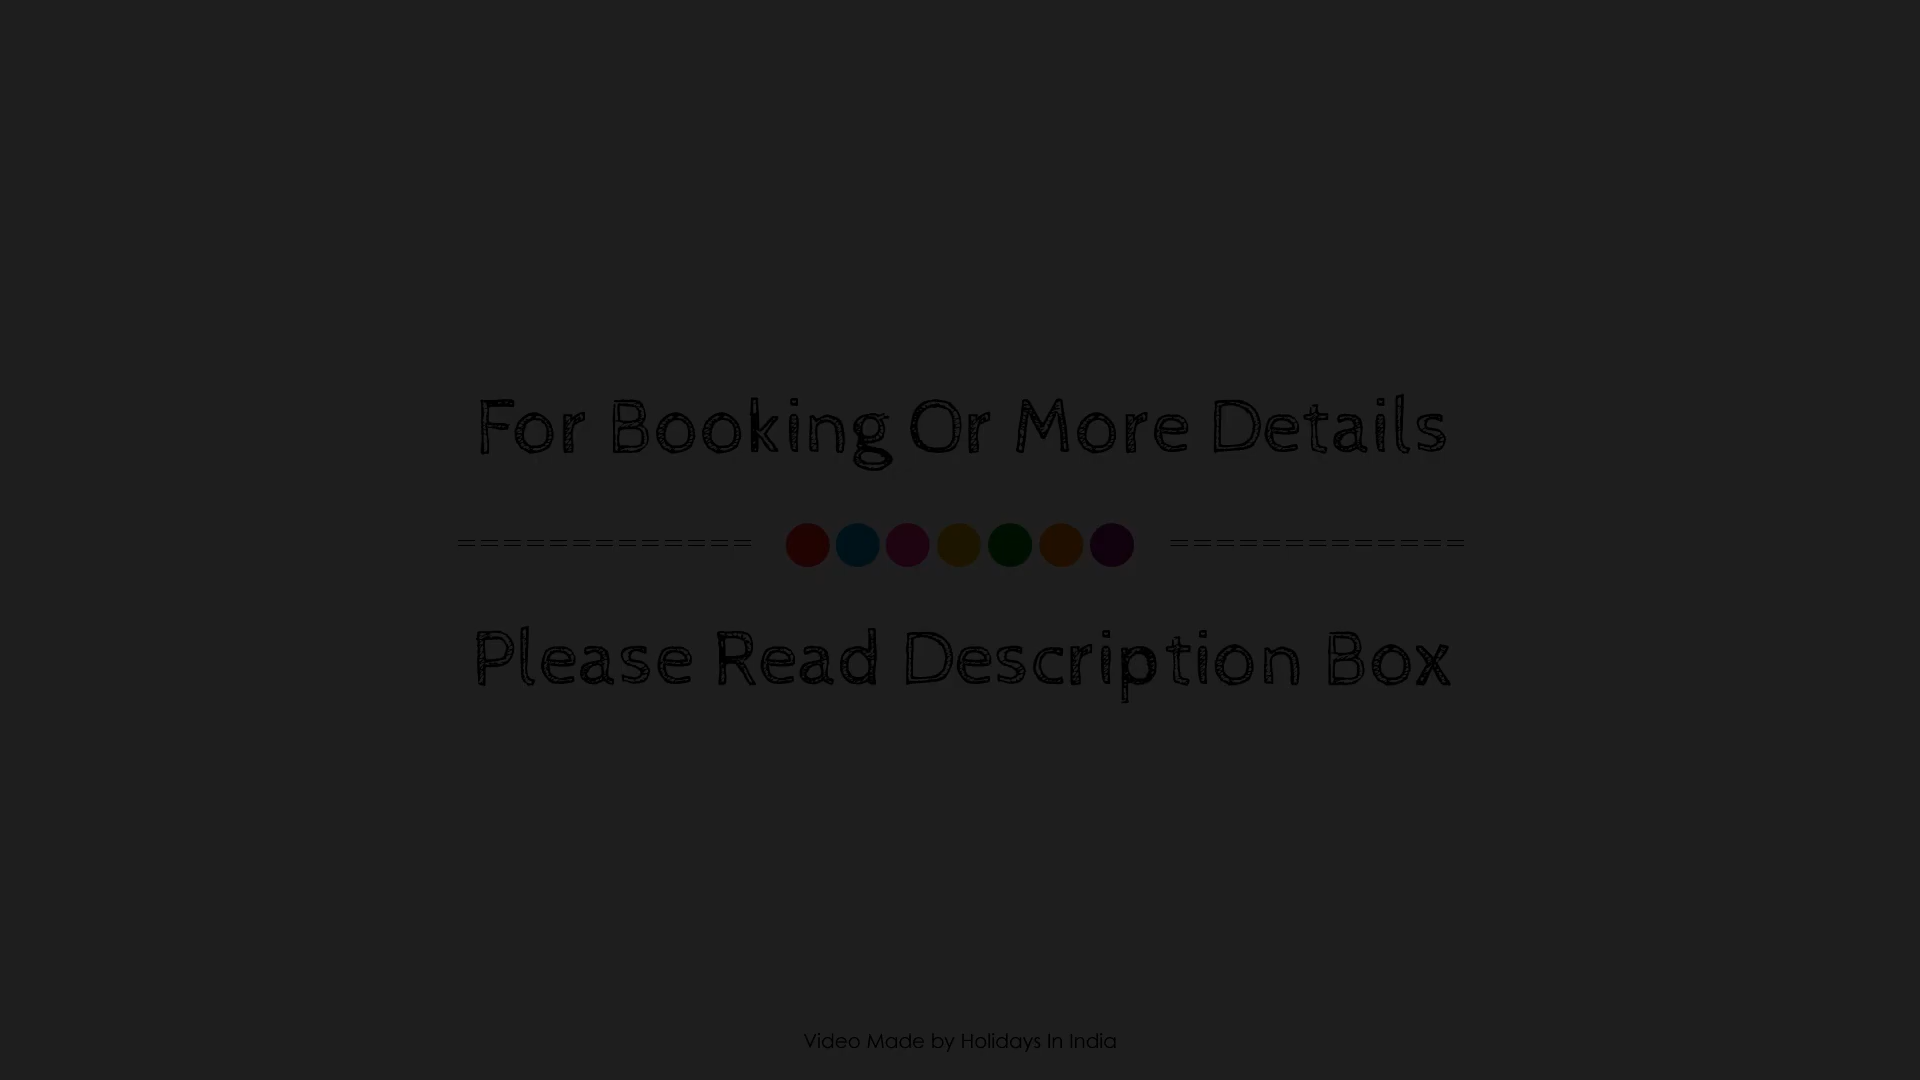 For Booking Or More Details
============= =============
Please Read Description Box
Video Made by Holidays In India